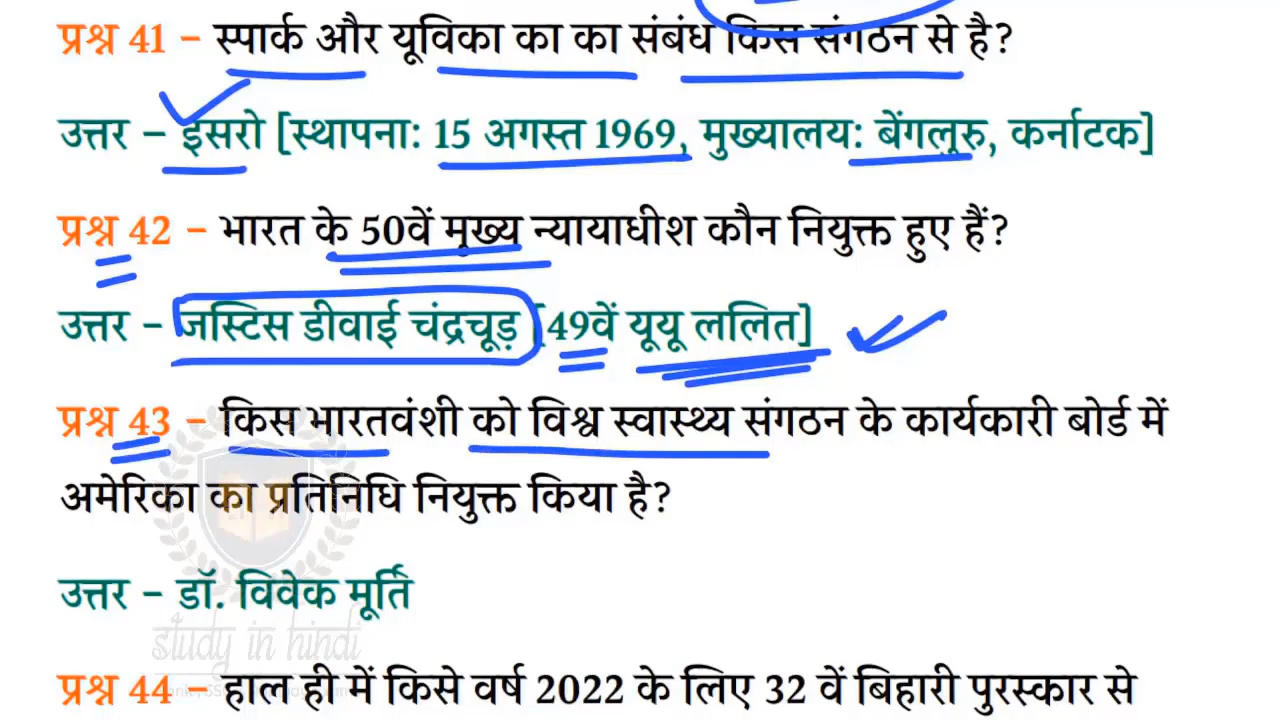 प्रश्न 41 – स्पार्क और यूविका का का संबंध किस संगठन से है?
उत्तर – इसरो [स्थापना: 15 अगस्त 1969, मुख्यालय: बेंगलुरु, कर्नाटक]
प्रश्न 42 – भारत के 50वें मुख्य न्यायाधीश कौन नियुक्त हुए हैं?
उत्तर – जस्टिस डीवाई चंद्रचूड़ [49वें यूयू ललित]
प्रश्न 43 – किस भारतवंशी को विश्व स्वास्थ्य संगठन के कार्यकारी बोर्ड में
अमेरिका का प्रतिनिधि नियुक्त किया है?
उत्तर – डॉ. विवेक मूर्ति
study in hindi
प्रश्न 44 – हाल ही में किसे वर्ष 2022 के लिए 32 वें बिहारी पुरस्कार से